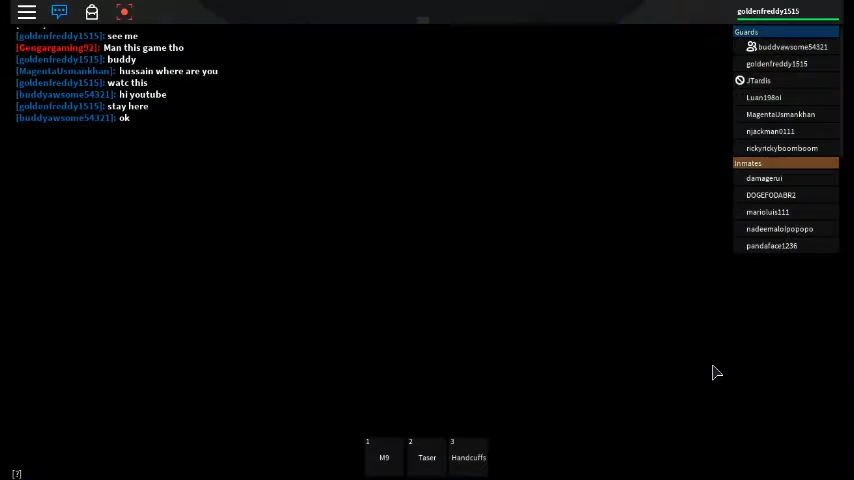 goldenfreddy1515
[goldenfreddy1515]: see me
[Gengargaming92]: Man this game tho
[goldenfreddy1515]: buddy
[MagentaUsmankhan]: hussain where are you
[goldenfreddy1515]: watc this
[buddyawsome54321]: hi youtube
[goldenfreddy1515]: stay here
[buddyawsome54321]: ok
Guards
buddyawsome54321
goldenfreddy1515
JTardis
Luan198oi
MagentaUsmankhan
njackman0111
rickyrickyboomboom
Inmates
damagerui
DOGEFODABR2
marioluis111
nadeemalolpopopo
pandaface1236
1
M9
2
Taser
3
Handcuffs
[?]